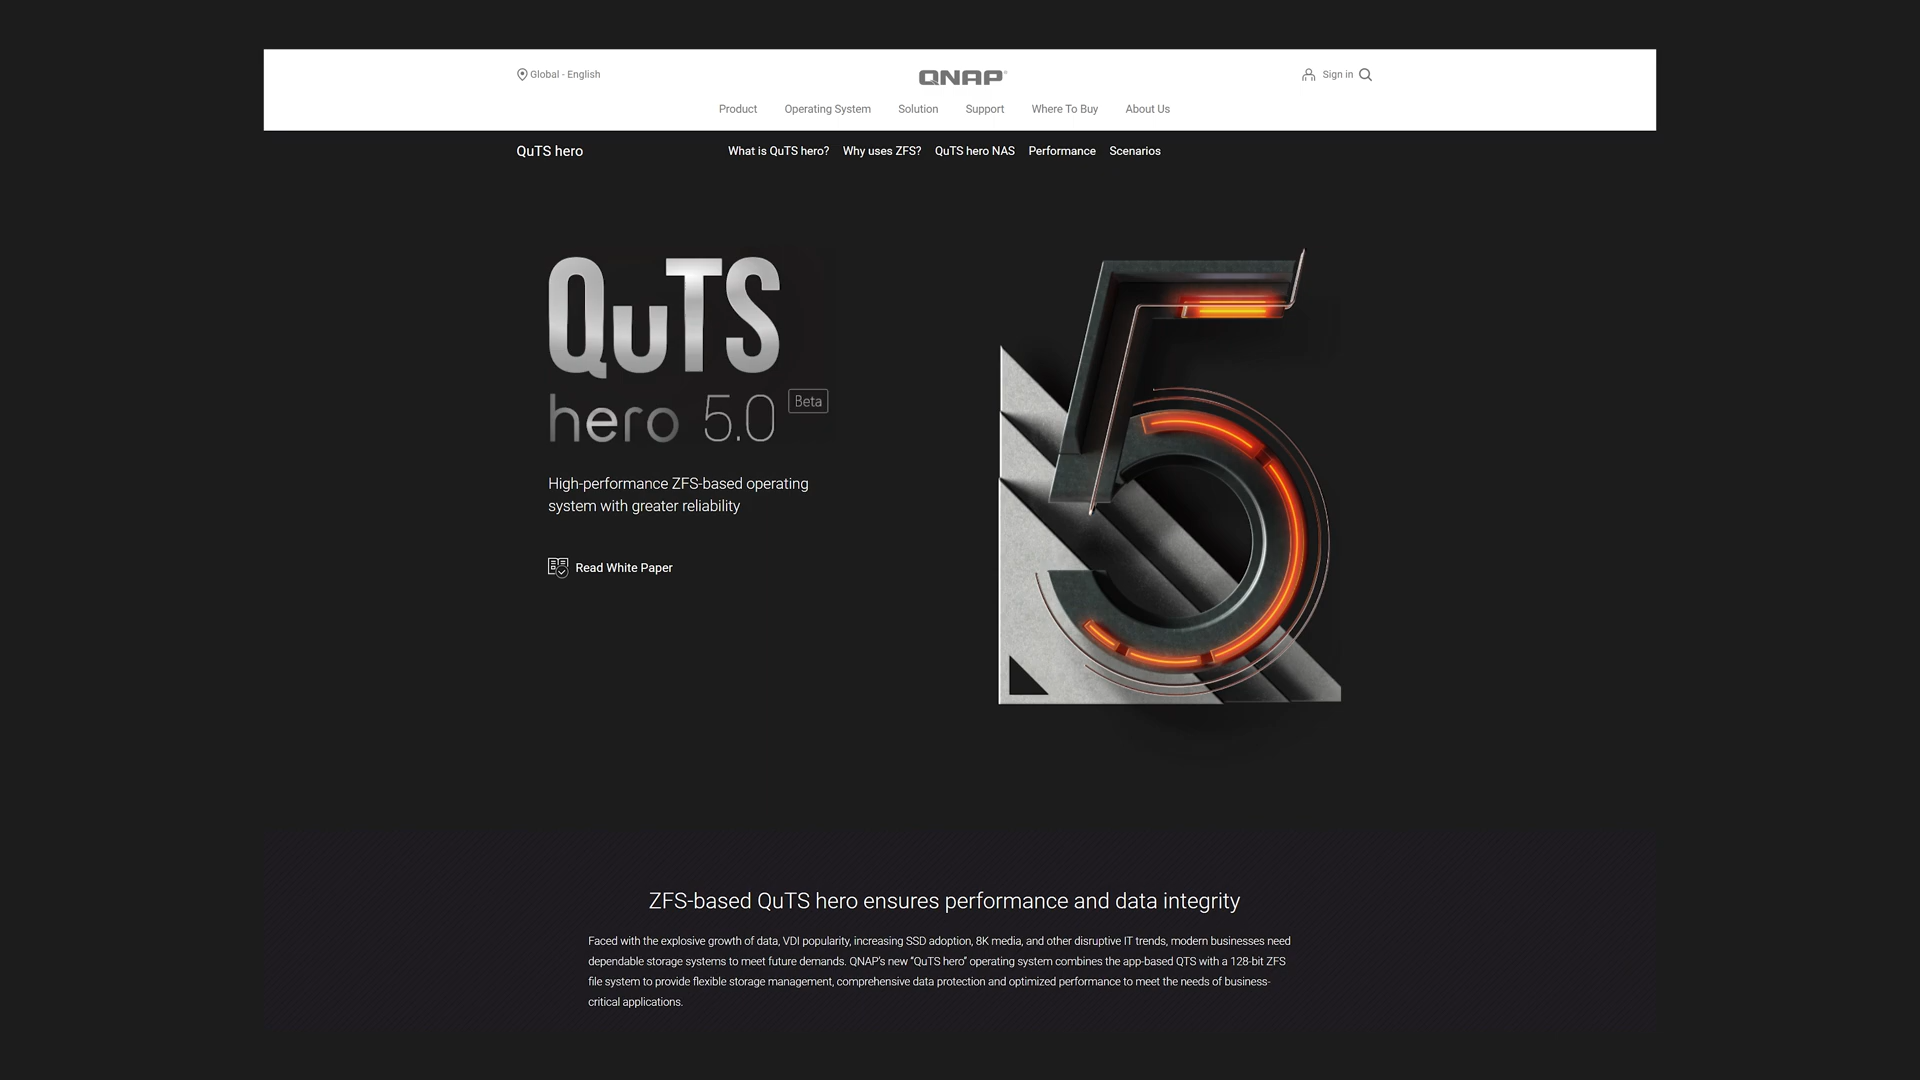 Global - English
QNAP
Sign in
Product Operating System Solution Support Where To Buy About Us
QuTS hero
What is QuTS hero? Why uses ZFS? QuTS hero NAS Performance Scenarios
QuTS
hero 5.0 Beta
High-performance ZFS-based operating
system with greater reliability
Read White Paper
5
ZFS-based QuTS hero ensures performance and data integrity
Faced with the explosive growth of data, VDI popularity, increasing SSD adoption, 8K media, and other disruptive IT trends, modern businesses need
dependable storage systems to meet future demands. QNAP's new “QuTS hero” operating system combines the app-based QTS with a 128-bit ZFS
file system to provide flexible storage management, comprehensive data protection and optimized performance to meet the needs of business-
critical applications.